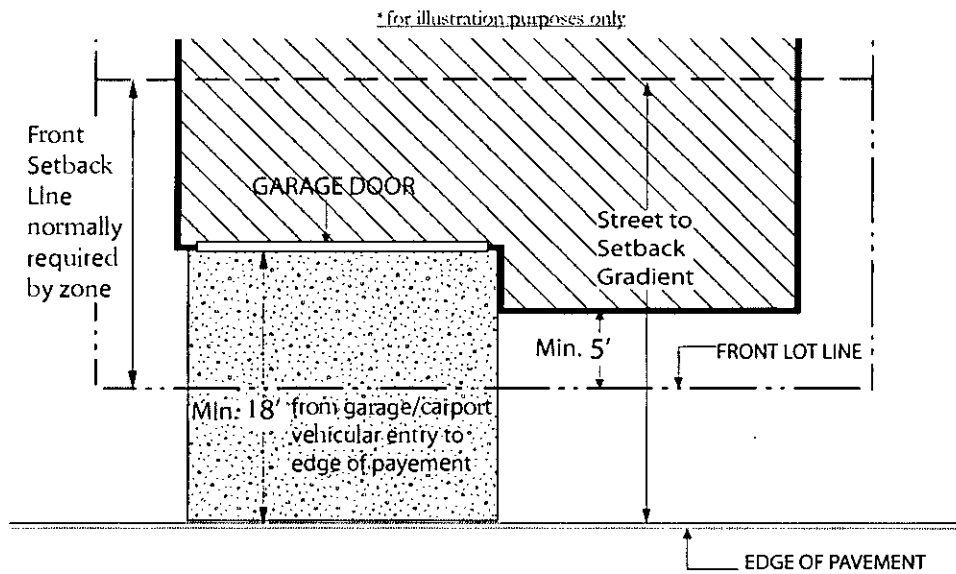 *for illustration purposes only
Front
Setback
Line
normally
required
by zone
GARAGE DOOR
Street to
Setback
Gradient
Min. 5'
FRONT LOT LINE
Min. 18' from garage/carport
vehicular entry to
edge of payement
EDGE OF PAVEMENT